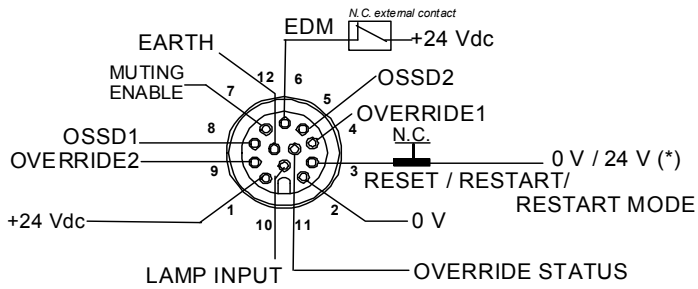 N.C. external contact
EDM
+24 Vdc
EARTH
12
6
MUTING
ENABLE
7
5
OSSD2
OSSD1
8
4
OVERRIDE1
N.C.
OVERRIDE2
9
3
0 V / 24 V (*)
RESET / RESTART/
RESTART MODE
+24 Vdc
1
10
11
2
0 V
LAMP INPUT
OVERRIDE STATUS